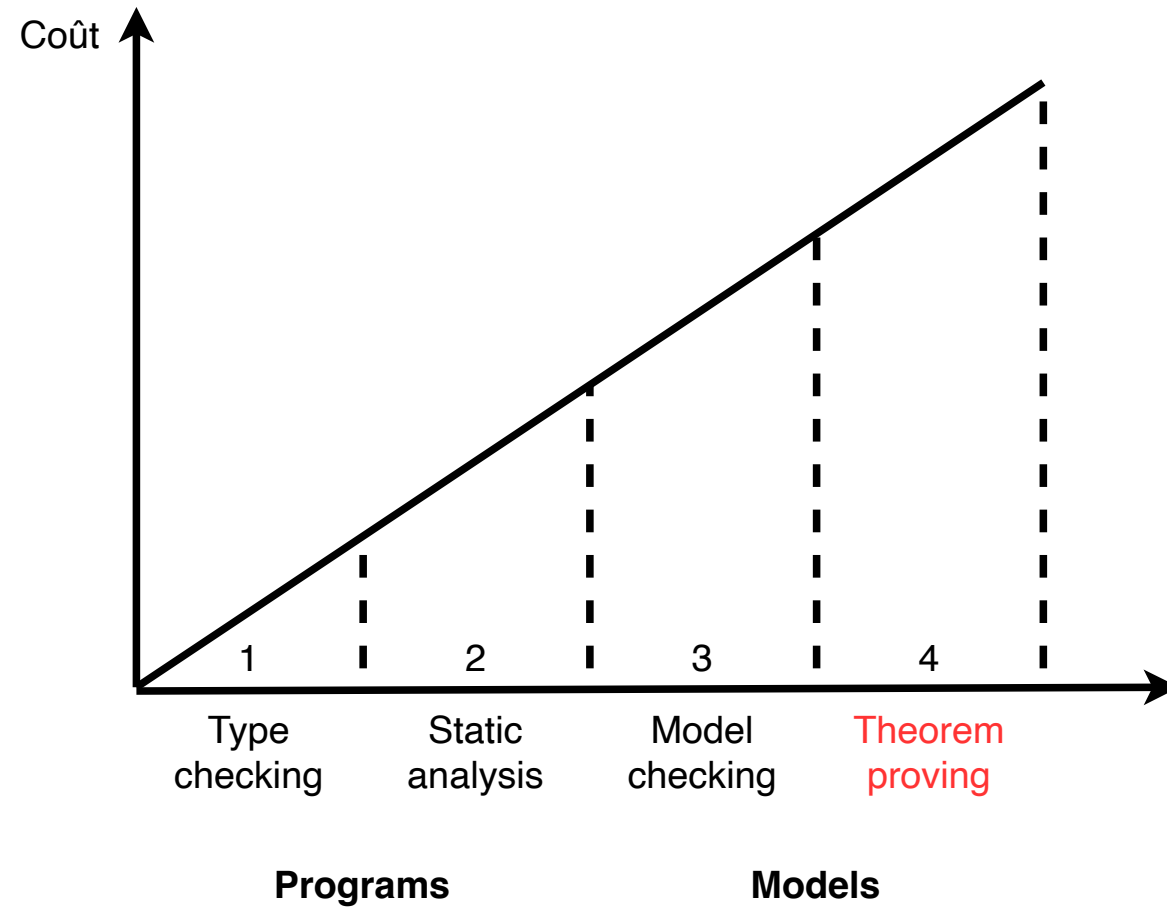 Coût
1
2
3
4
Type
checking
Static
analysis
Model
checking
Theorem
proving
Programs
Models